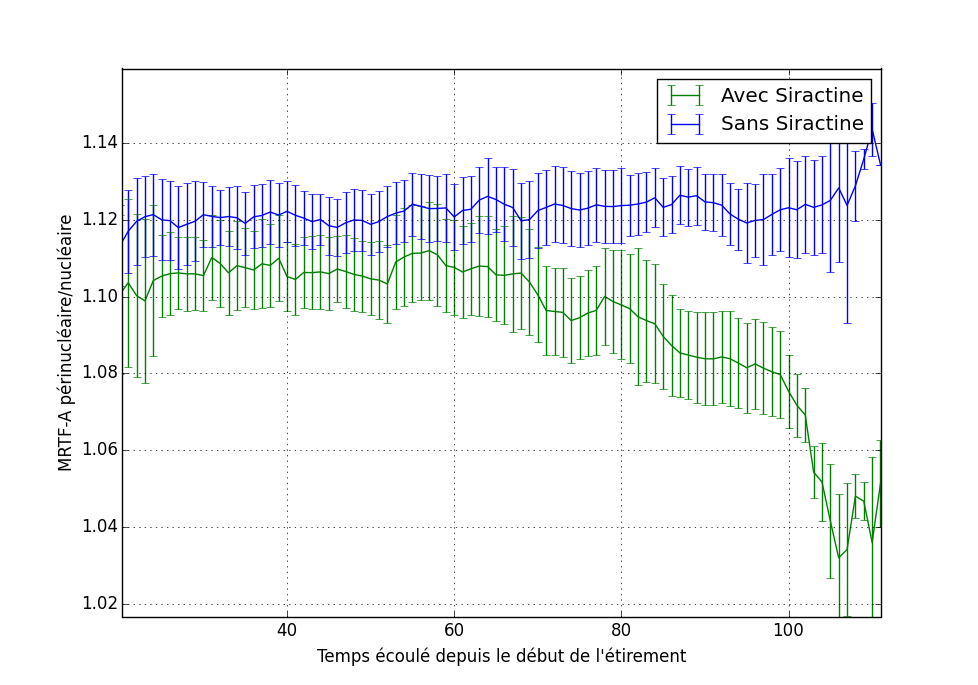 Avec Siractine
Sans Siractine
1.14
1.12
1.10
1.08
1.06
1.04
1.02
MRTF-A périnucléaire/nucléaire
40 60 80 100
Temps écoulé depuis le début de l'étirement